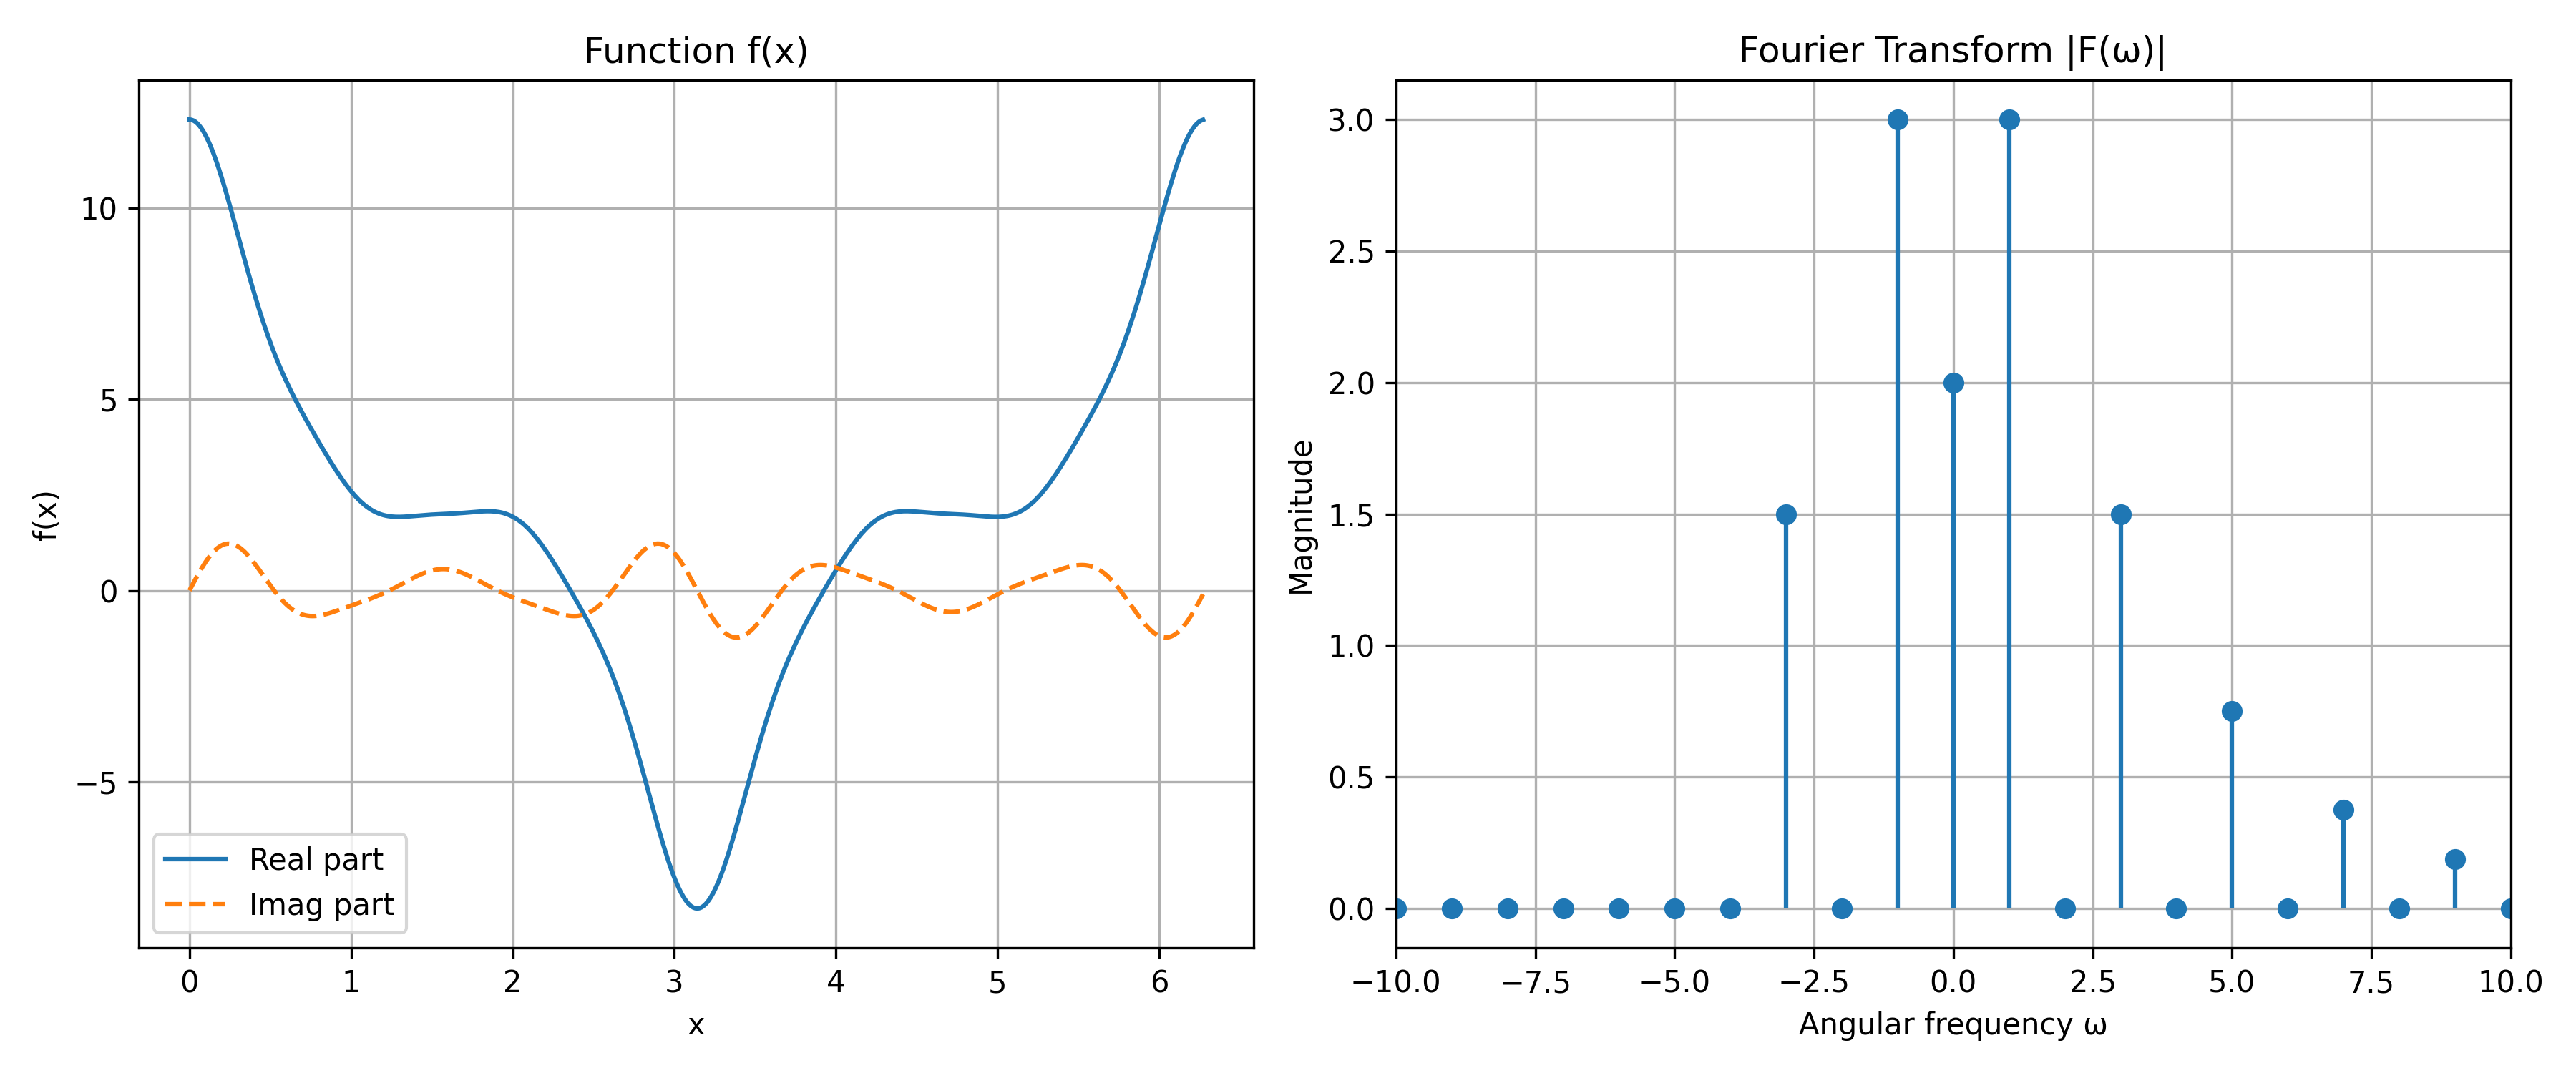 Function f(x)
f(x)
10
5
0
−5
Real part
Imag part
0 1 2 3 4 5 6
x
Fourier Transform |F(ω)|
Magnitude
3.0
2.5
2.0
1.5
1.0
0.5
0.0
−10.0 −7.5 −5.0 −2.5 0.0 2.5 5.0 7.5 10.0
Angular frequency ω